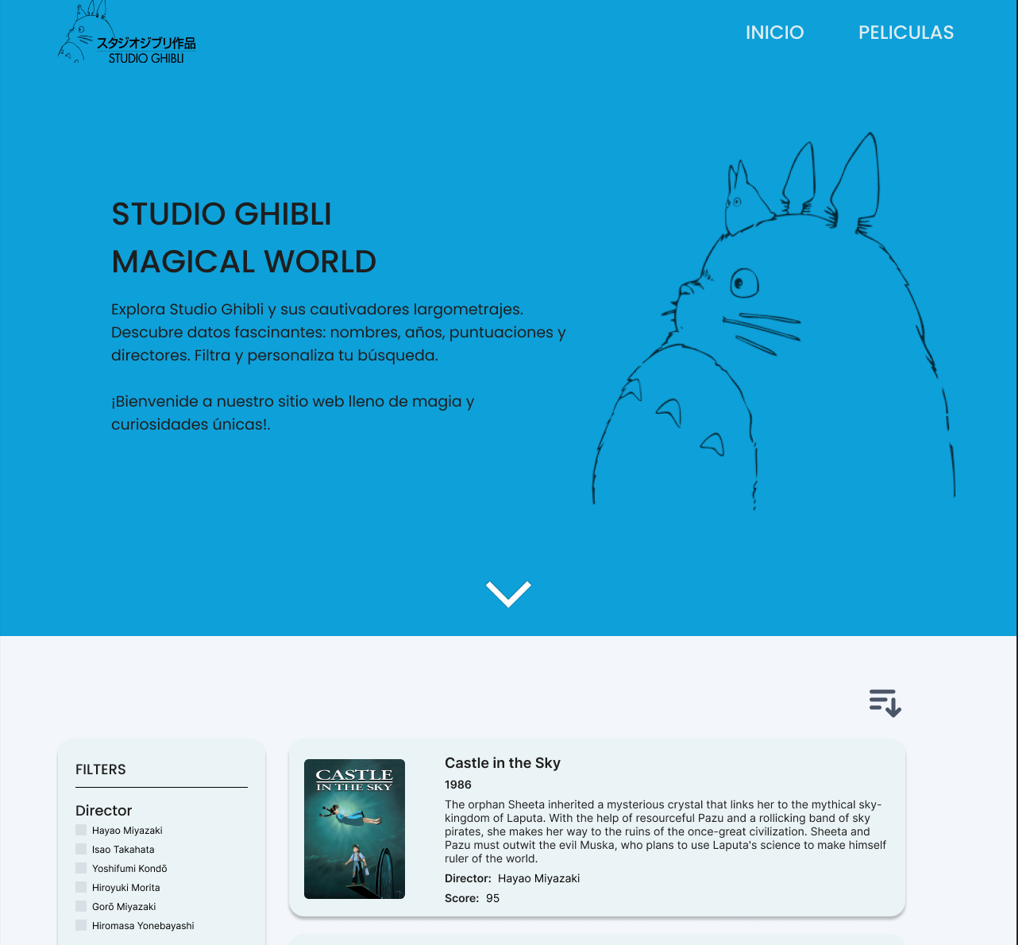 スタジオジブリ作品
STUDIO GHIBLI
INICIO
PELICULAS
STUDIO GHIBLI
MAGICAL WORLD
Explora Studio Ghibli y sus cautivadores largometrajes.
Descubre datos fascinantes: nombres, años, puntuaciones y
directores. Filtra y personaliza tu búsqueda.
¡Bienvenide a nuestro sitio web lleno de magia y
curiosidades únicas!.
FILTERS
Director
Hayao Miyazaki
Isao Takahata
Yoshifumi Kondō
Hiroyuki Morita
Gorō Miyazaki
Hiromasa Yonebayashi
CASTLE
IN THE SKY
Castle in the Sky
1986
The orphan Sheeta inherited a mysterious crystal that links her to the mythical sky-
kingdom of Laputa. With the help of resourceful Pazu and a rollicking band of sky
pirates, she makes her way to the ruins of the once-great civilization. Sheeta and
Pazu must outwit the evil Muska, who plans to use Laputa's science to make himself
ruler of the world.
Director: Hayao Miyazaki
Score: 95